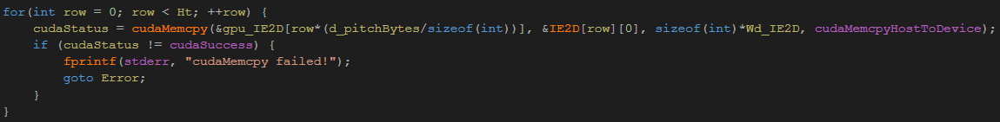 for(int row = 0; row < Ht; ++row) {
    cudaStatus = cudaMemcpy(&gpu_IE2D[row*(d_pitchBytes/sizeof(int))], &IE2D[row][0], sizeof(int)*Wd_IE2D, cudaMemcpyHostToDevice);
    if (cudaStatus != cudaSuccess) {
        fprintf(stderr, "cudaMemcpy failed!");
        goto Error;
    }
}